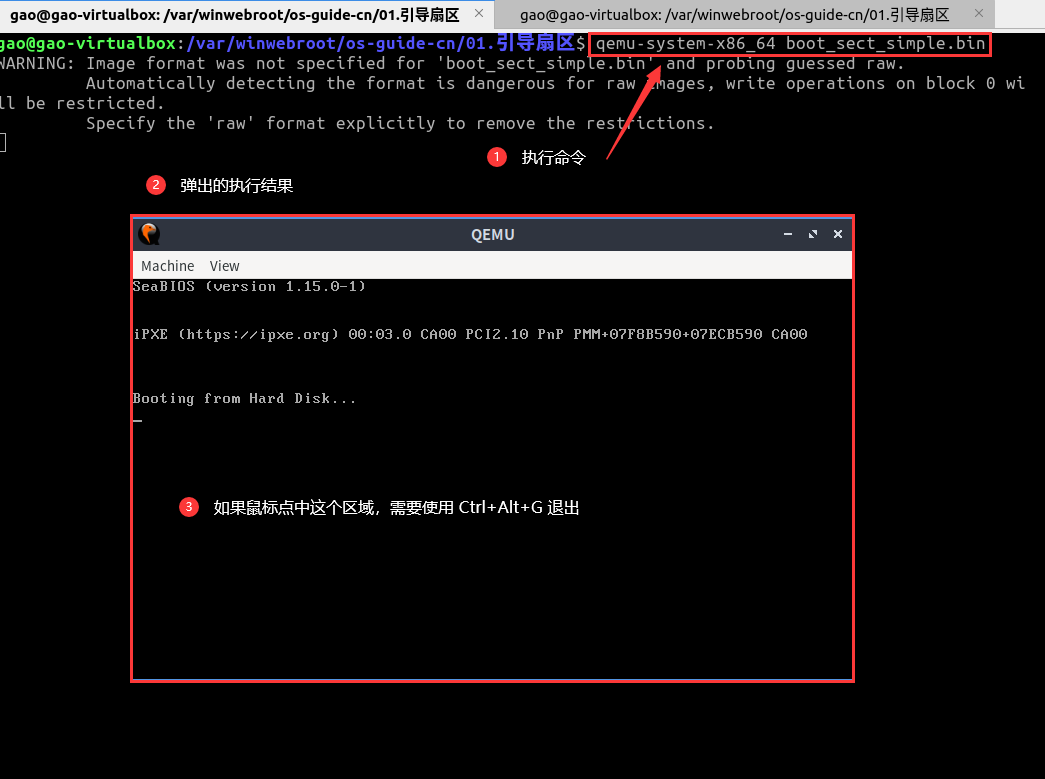 gao@gao-virtualbox: /var/winwebroot/os-guide-cn/01.引导扇区 × gao@gao-virtualbox: /var/winwebroot/os-guide-cn/01.引导扇区 ×
gao@gao-virtualbox:/var/winwebroot/os-guide-cn/01.引导扇区$ qemu-system-x86_64 boot_sect_simple.bin
WARNING: Image format was not specified for 'boot_sect_simple.bin' and probing guessed raw.
Automatically detecting the format is dangerous for raw images, write operations on block 0 wi
ll be restricted.
Specify the 'raw' format explicitly to remove the restrictions.
1 执行命令
2 弹出的执行结果
QEMU
Machine View
SeaBIOS (version 1.15.0-1)
iPXE (https://ipxe.org) 00:03.0 CA00 PCI2.10 PnP PMM+07F8B590+07ECB590 CA00
Booting from Hard Disk...
3 如果鼠标点中这个区域，需要使用 Ctrl+Alt+G 退出